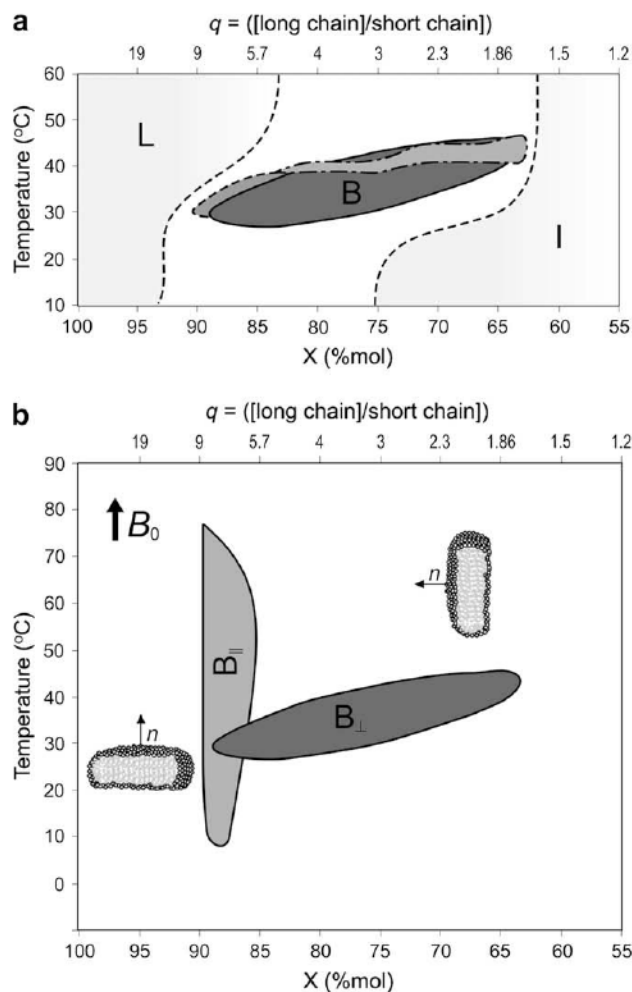 a
q = ([long chain]/short chain])
19 9 5.7 4 3 2.3 1.86 1.5 1.2
Temperature (°C)
60
50
40
30
20
10
L
B
I
100 95 90 85 80 75 70 65 60 55
X (%mol)
b
q = ([long chain]/short chain])
19 9 5.7 4 3 2.3 1.86 1.5 1.2
Temperature (°C)
90
80
70
60
50
40
30
20
10
0
B0
n
B||
B⊥
n
100 95 90 85 80 75 70 65 60 55
X (%mol)